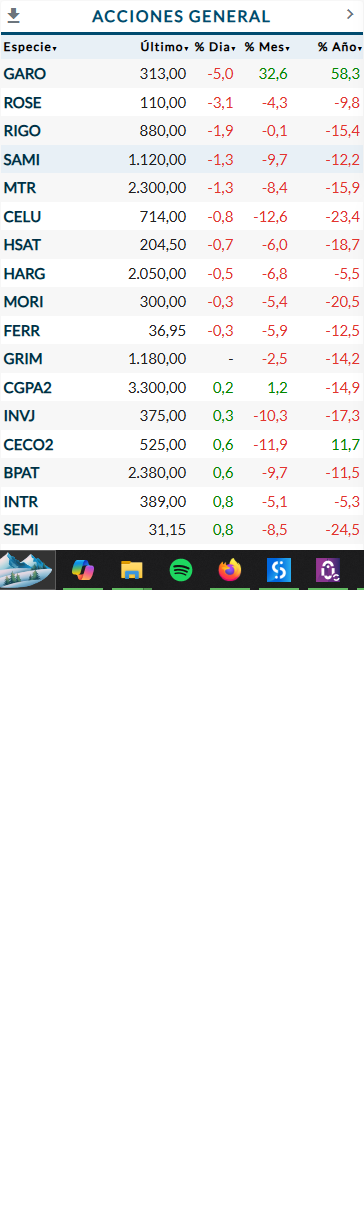 ACCIONES GENERAL
Especie▾ Último▾ % Dia▾ % Mes▾ % Año▾
GARO 313,00 -5,0 32,6 58,3
ROSE 110,00 -3,1 -4,3 -9,8
RIGO 880,00 -1,9 -0,1 -15,4
SAMI 1.120,00 -1,3 -9,7 -12,2
MTR 2.300,00 -1,3 -8,4 -15,9
CELU 714,00 -0,8 -12,6 -23,4
HSAT 204,50 -0,7 -6,0 -18,7
HARG 2.050,00 -0,5 -6,8 -5,5
MORI 300,00 -0,3 -5,4 -20,5
FERR 36,95 -0,3 -5,9 -12,5
GRIM 1.180,00 - -2,5 -14,2
CGPA2 3.300,00 0,2 1,2 -14,9
INVJ 375,00 0,3 -10,3 -17,3
CECO2 525,00 0,6 -11,9 11,7
BPAT 2.380,00 0,6 -9,7 -11,5
INTR 389,00 0,8 -5,1 -5,3
SEMI 31,15 0,8 -8,5 -24,5